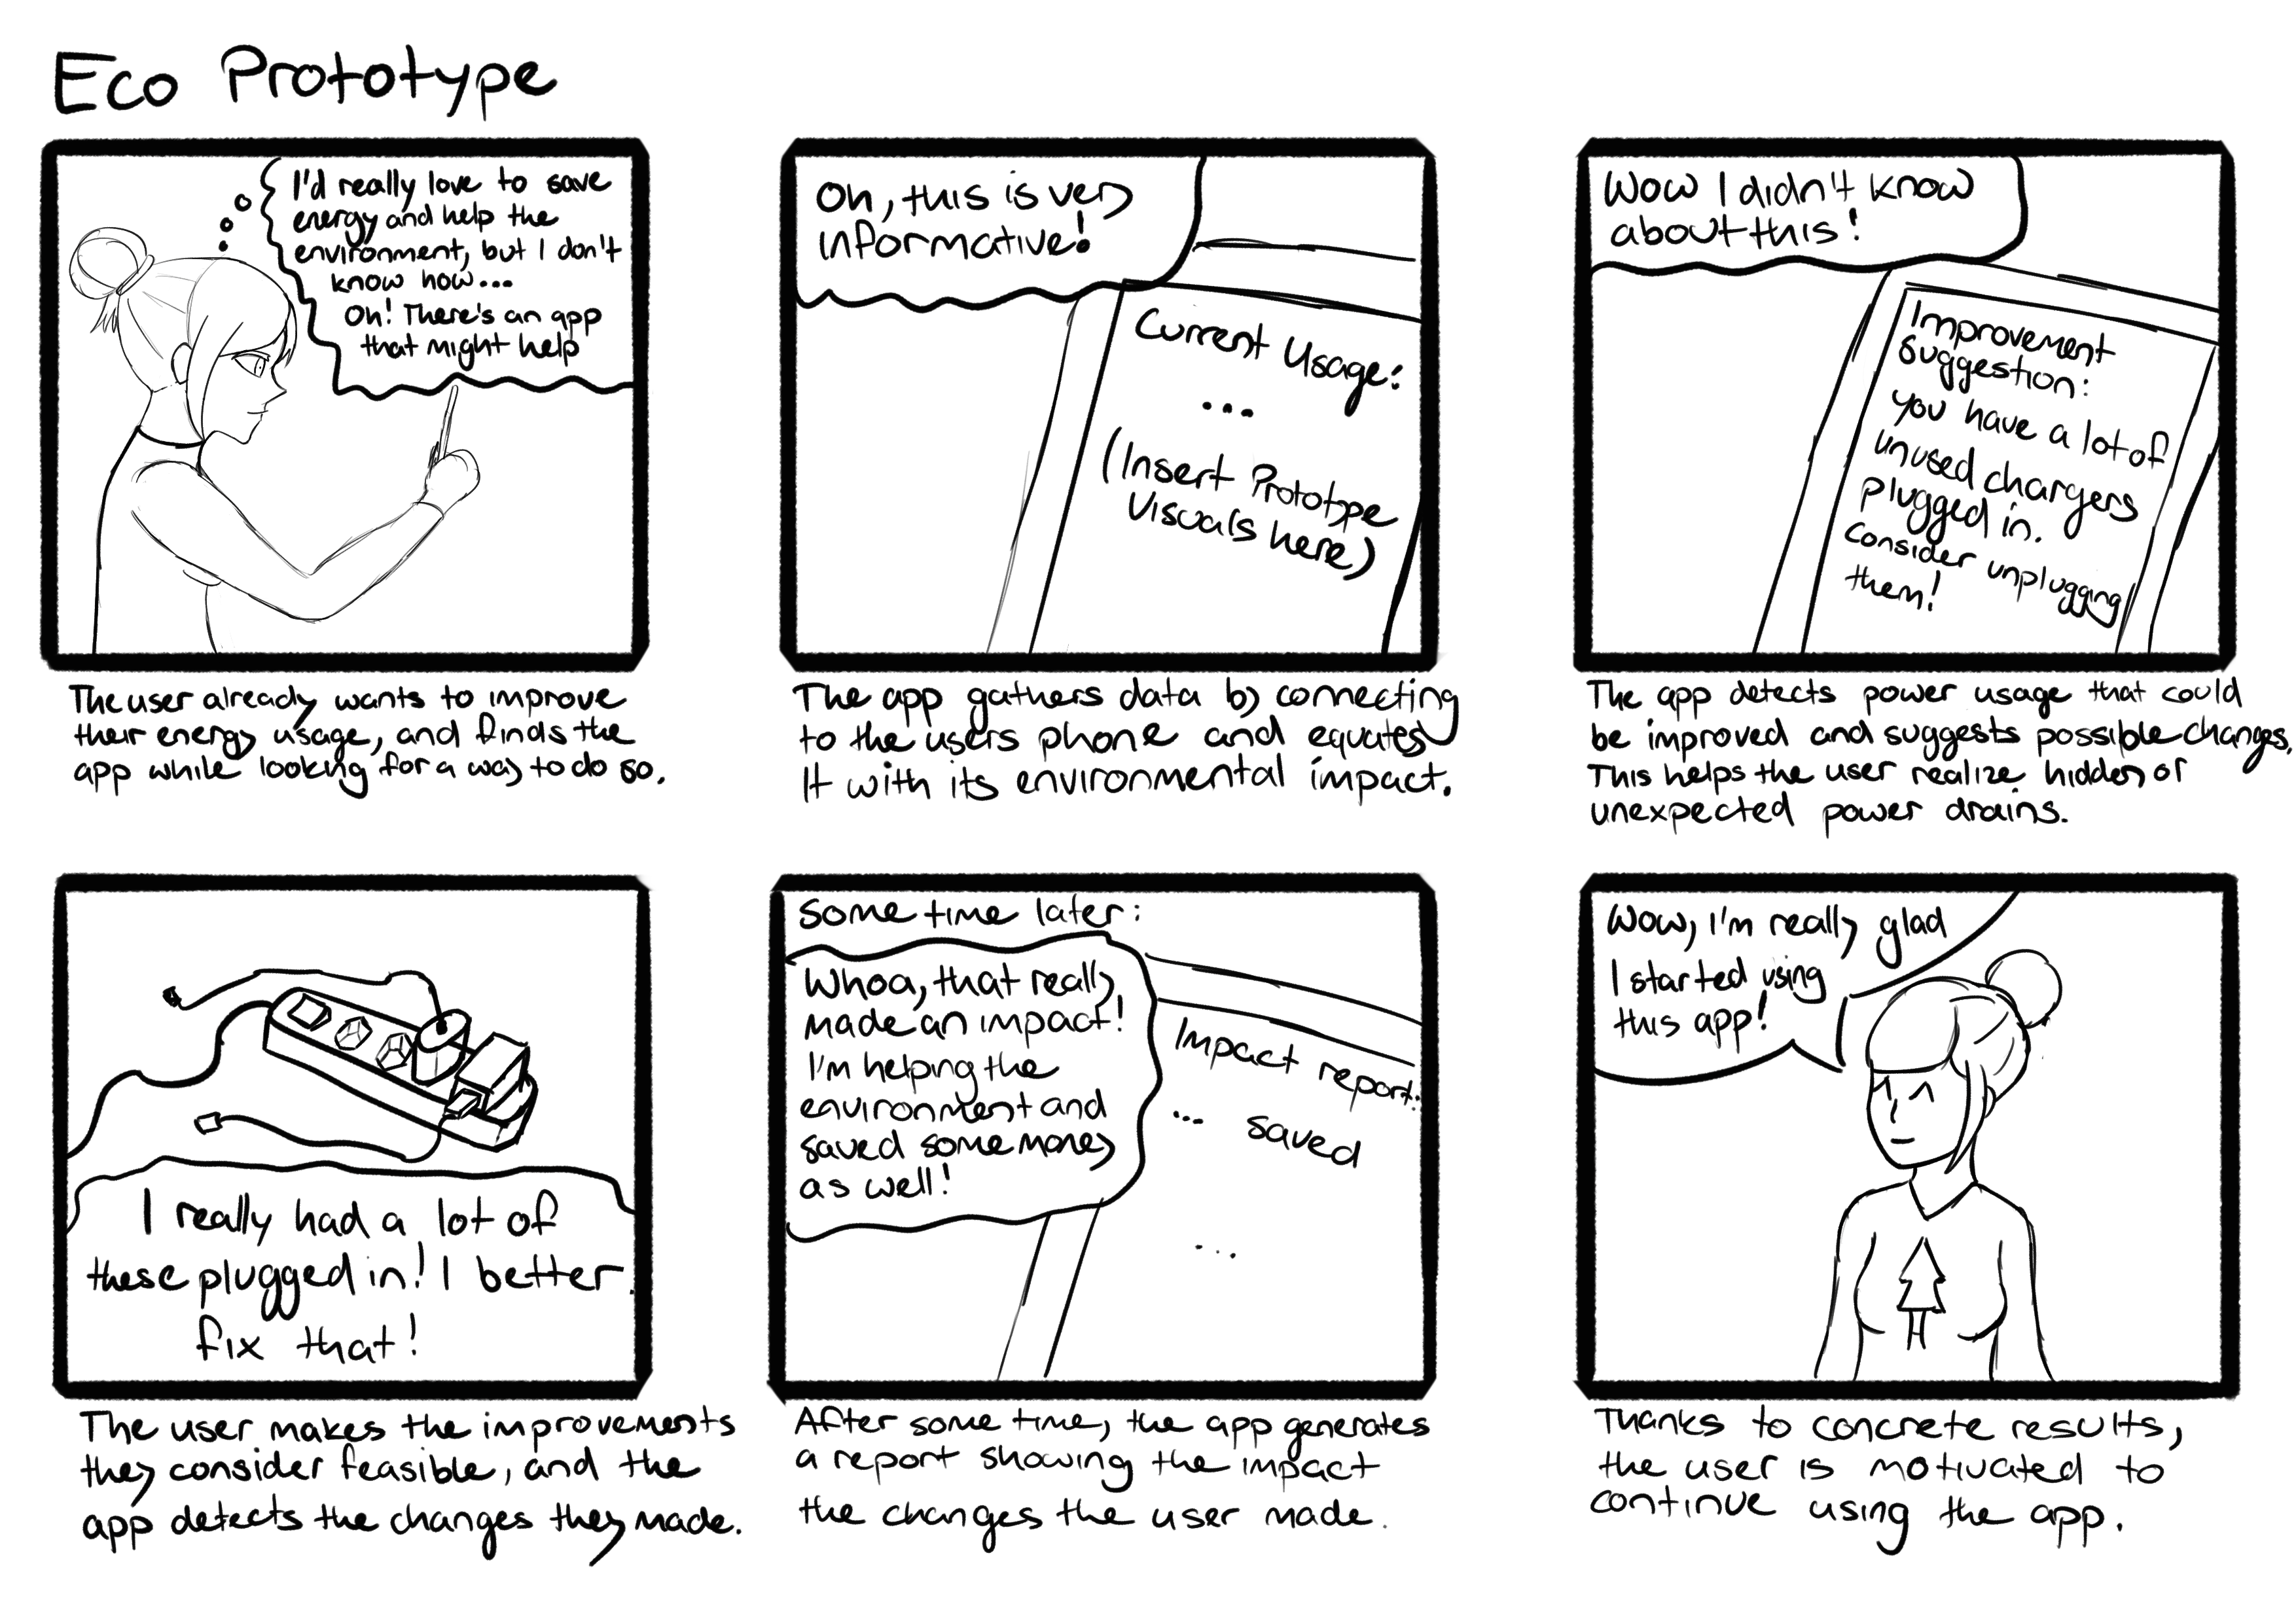 Eco Prototype
I'd really love to save
energy and help the
environment, but I don't
know how...
Oh! There's an app
that might help
The user already wants to improve
their energy usage, and finds the
app while looking for a way to do so.
Oh, this is very
informative!
Current Usage:
...
(Insert Prototype
Visuals here)
The app gathers data by connecting
to the users phone and equates
it with its environmental impact.
Wow I didn't know
about this!
Improvement
Suggestion:
You have a lot of
unused chargers
plugged in.
Consider unplugging
them!
The app detects power usage that could
be improved and suggests possible changes.
This helps the user realize hidden or
unexpected power drains.
I really had a lot of
these plugged in! I better
fix that!
The user makes the improvements
they consider feasible, and the
app detects the changes they made.
Some time later:
Whoa, that really
made an impact!
I'm helping the
environment and
saved some money
as well!
Impact report:
... saved
...
After some time, the app generates
a report showing the impact
the changes the user made.
Wow, I'm really glad
I started using
this app!
Thanks to concrete results,
the user is motivated to
continue using the app.